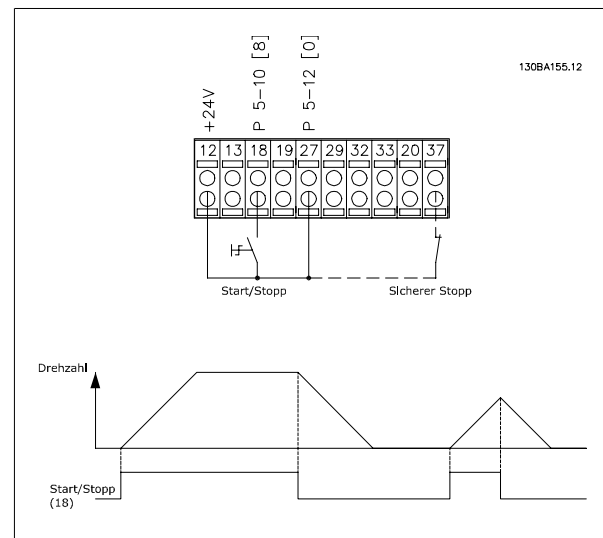 130BA155.12
+24V
P 5-10 [8]
P 5-12 [0]
12 13 18 19 27 29 32 33 20 37
Start/Stopp
Sicherer Stopp
Drehzahl
Start/Stopp
(18)